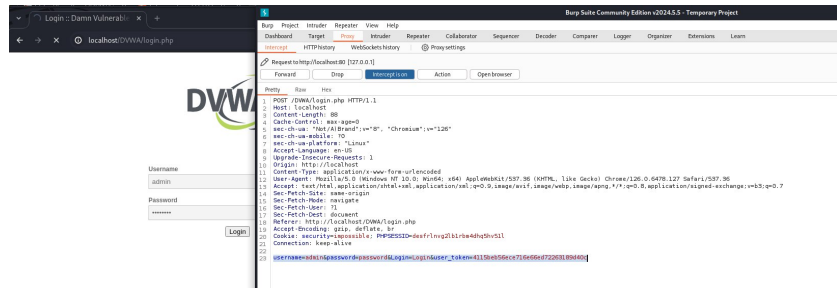 Login :: Damn Vulnerabl
localhost/DVWA/login.php
DVWA
Username
admin
Password
Login
Burp Suite Community Edition v2024.5.5 - Temporary Project
Burp Project Intruder Repeater View Help
Dashboard Target Proxy Intruder Repeater Collaborator Sequencer Decoder Comparer Logger Organizer Extensions Learn
Intercept HTTP history WebSockets history Proxy settings
Request to http://localhost:80 [127.0.0.1]
Forward Drop Intercept is on Action Open browser
Pretty Raw Hex
1 POST /DVWA/login.php HTTP/1.1
2 Host: localhost
3 Content-Length: 88
4 Cache-Control: max-age=0
5 sec-ch-ua: "Not/A)Brand";v="8", "Chromium";v="126"
6 sec-ch-ua-mobile: ?0
7 sec-ch-ua-platform: "Linux"
8 Accept-Language: en-US
9 Upgrade-Insecure-Requests: 1
10 Origin: http://localhost
11 Content-Type: application/x-www-form-urlencoded
12 User-Agent: Mozilla/5.0 (Windows NT 10.0; Win64; x64) AppleWebKit/537.36 (KHTML, like Gecko) Chrome/126.0.6478.127 Safari/537.36
13 Accept: text/html,application/xhtml+xml,application/xml;q=0.9,image/avif,image/webp,image/apng,*/*;q=0.8,application/signed-exchange;v=b3;q=0.7
14 Sec-Fetch-Site: same-origin
15 Sec-Fetch-Mode: navigate
16 Sec-Fetch-User: ?1
17 Sec-Fetch-Dest: document
18 Referer: http://localhost/DVWA/login.php
19 Accept-Encoding: gzip, deflate, br
20 Cookie: security=impossible; PHPSESSID=
21 Connection: keep-alive
22
23 username=admin&password=password&Login=Login&user_token=